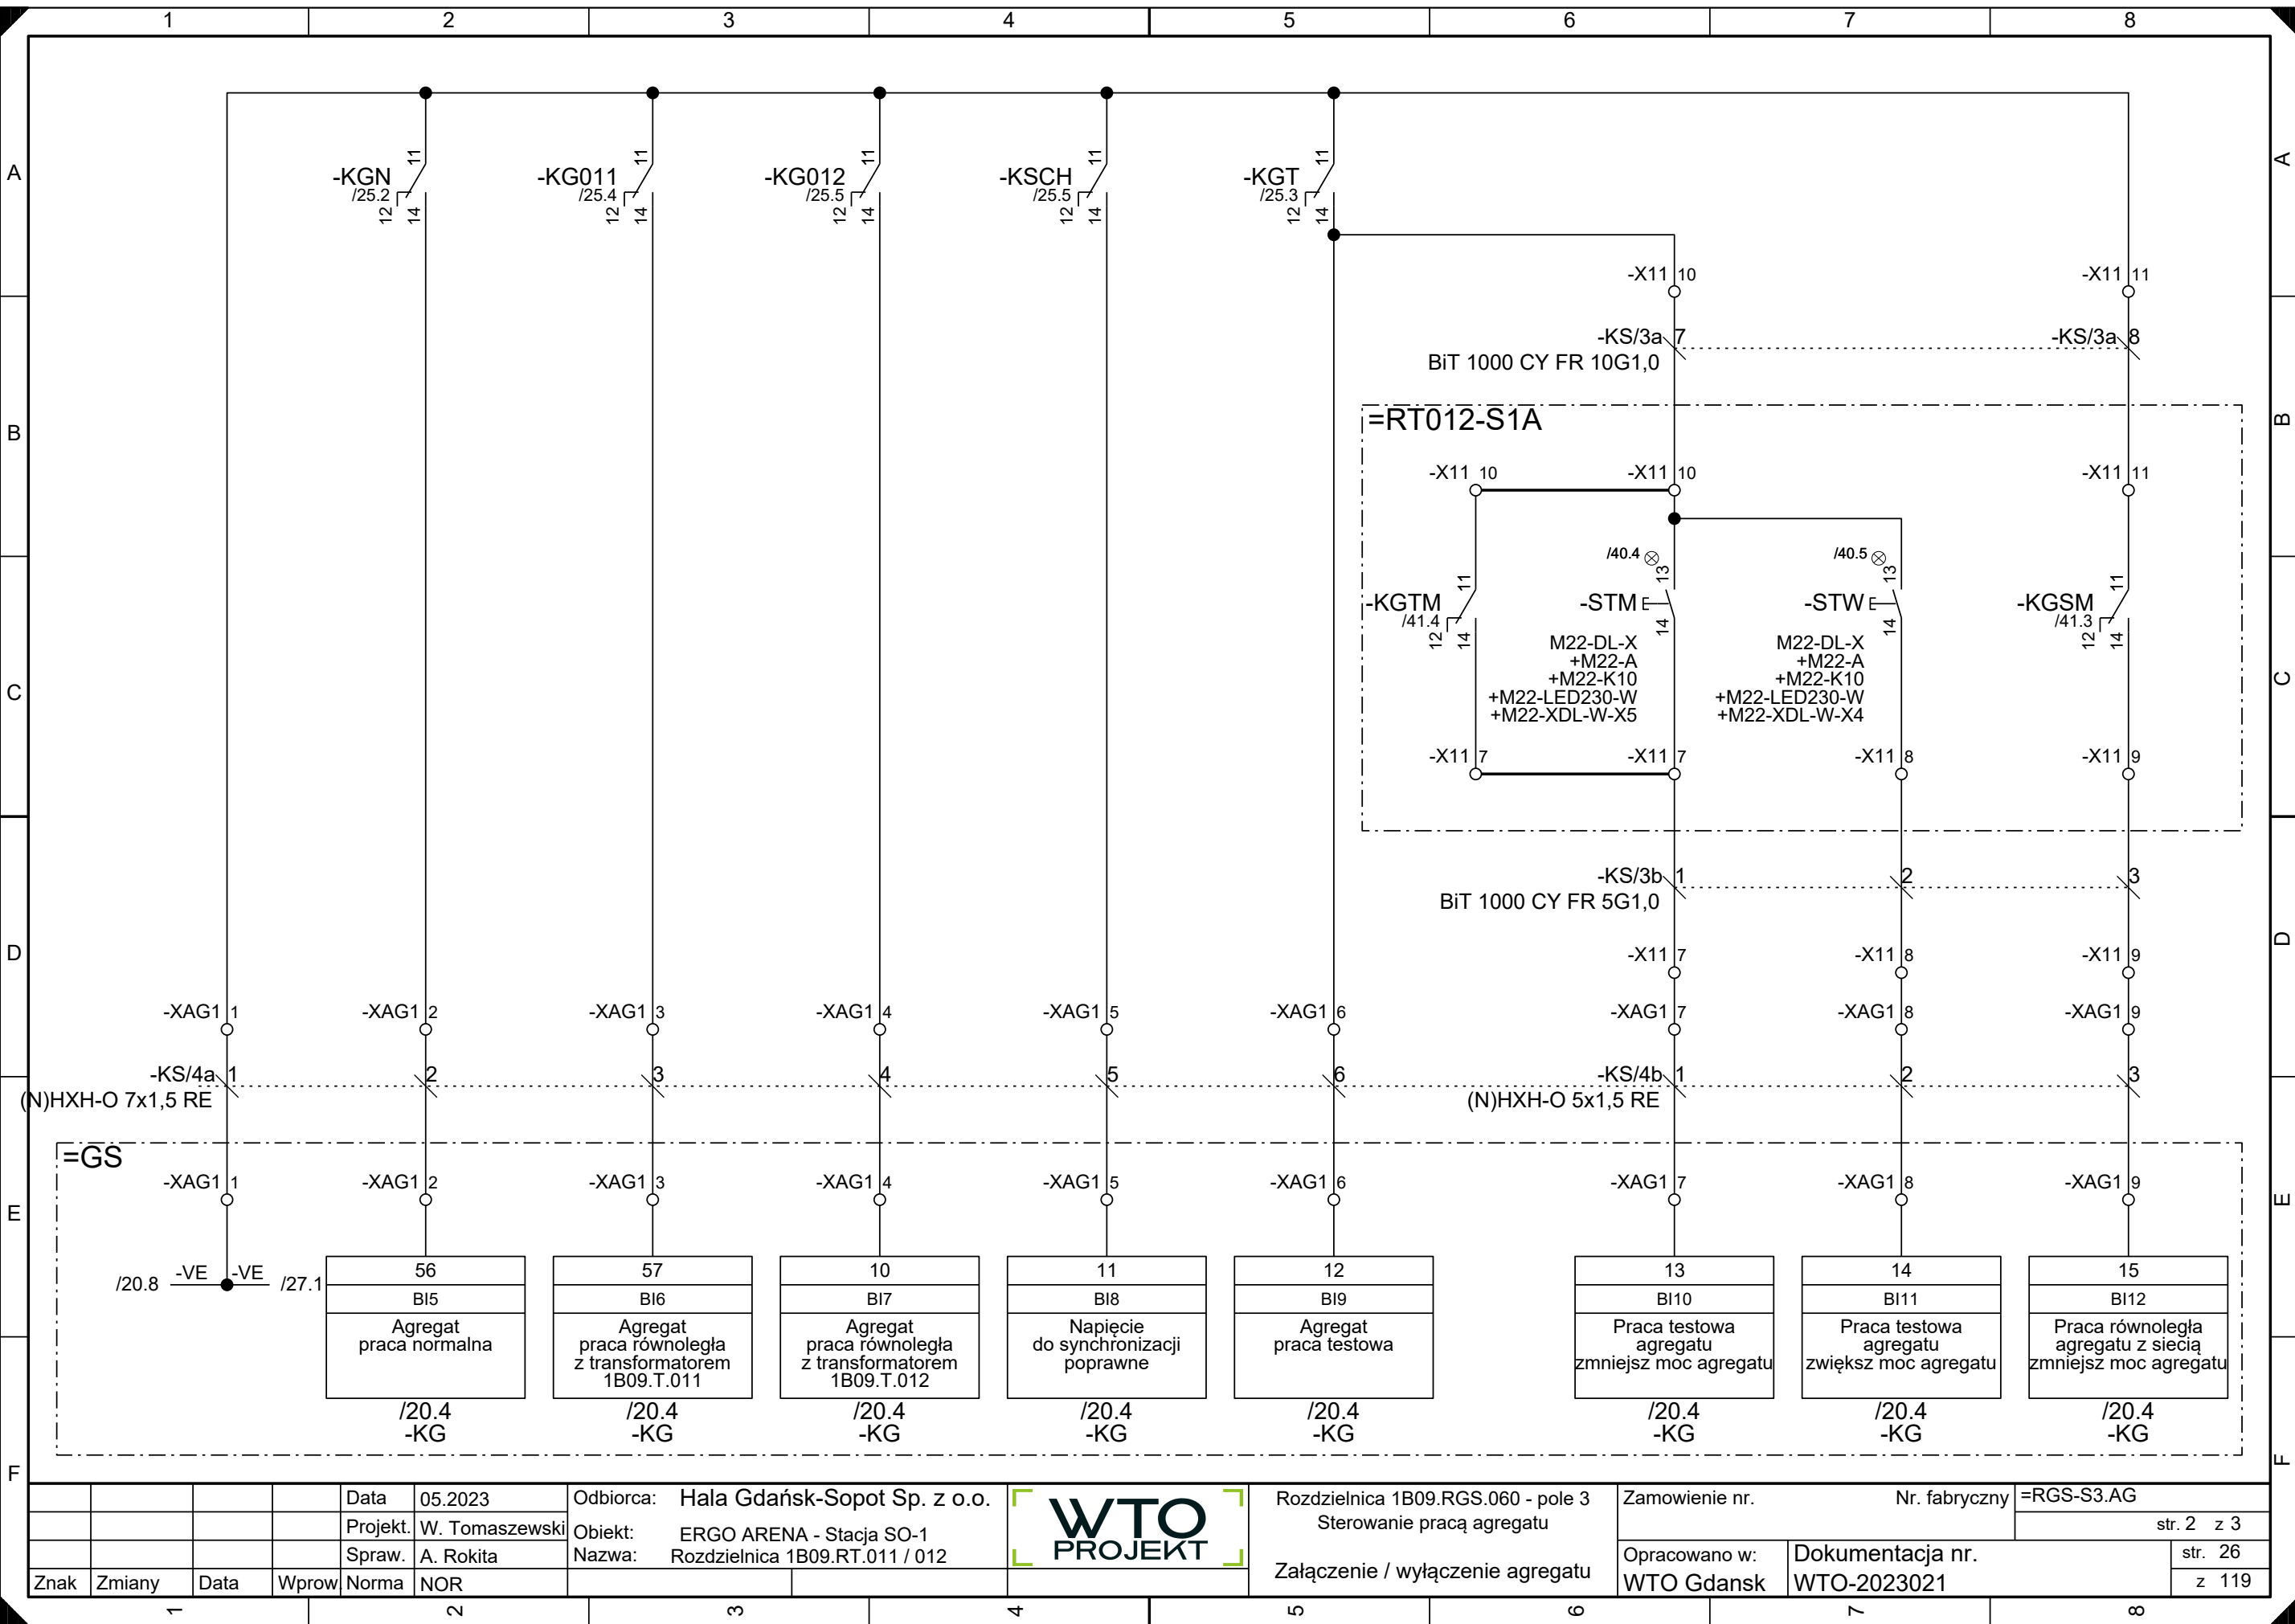 1 2 3 4 5 6 7 8
A A
11 11 11 11 11
-KGN -KG011 -KG012 -KSCH -KGT
/25.2 /25.4 /25.5 /25.5 /25.3
12 14 12 14 12 14 12 14 12 14
-X11 10 -X11 11
-KS/3a 7 -KS/3a 8
BiT 1000 CY FR 10G1,0
B B
=RT012-S1A
-X11 10 -X11 10 -X11 11
/40.4 /40.5
11 13 13 11
-KGTM -STM -STW -KGSM
/41.4 /41.3
12 14 14 14 12 14
M22-DL-X M22-DL-X
+M22-A +M22-A
+M22-K10 +M22-K10
+M22-LED230-W +M22-LED230-W
+M22-XDL-W-X5 +M22-XDL-W-X4
C C
-X11 7 -X11 7 -X11 8 -X11 9
-KS/3b 1 2 3
BiT 1000 CY FR 5G1,0
D D
-X11 7 -X11 8 -X11 9
-XAG1 1 -XAG1 2 -XAG1 3 -XAG1 4 -XAG1 5 -XAG1 6 -XAG1 7 -XAG1 8 -XAG1 9
-KS/4a 1 2 3 4 5 6 -KS/4b 1 2 3
(N)HXH-O 7x1,5 RE (N)HXH-O 5x1,5 RE
=GS
-XAG1 1 -XAG1 2 -XAG1 3 -XAG1 4 -XAG1 5 -XAG1 6 -XAG1 7 -XAG1 8 -XAG1 9
E E
/20.8 -VE -VE /27.1
56 57 10 11 12 13 14 15
BI5 BI6 BI7 BI8 BI9 BI10 BI11 BI12
Agregat
praca normalna
Agregat
praca równoległa
z transformatorem
1B09.T.011
Agregat
praca równoległa
z transformatorem
1B09.T.012
Napięcie
do synchronizacji
poprawne
Agregat
praca testowa
Praca testowa
agregatu
zmniejsz moc agregatu
Praca testowa
agregatu
zwiększ moc agregatu
Praca równoległa
agregatu z siecią
zmniejsz moc agregatu
/20.4 /20.4 /20.4 /20.4 /20.4 /20.4 /20.4 /20.4
-KG -KG -KG -KG -KG -KG -KG -KG
F F
Data 05.2023
Projekt. W. Tomaszewski
Spraw. A. Rokita
Znak Zmiany Data Wprow. Norma NOR
Odbiorca: Hala Gdańsk-Sopot Sp. z o.o.
Obiekt: ERGO ARENA - Stacja SO-1
Nazwa: Rozdzielnica 1B09.RT.011 / 012
WTO
PROJEKT
Rozdzielnica 1B09.RGS.060 - pole 3
Sterowanie pracą agregatu
Załączenie / wyłączenie agregatu
Zamowienie nr. Nr. fabryczny =RGS-S3.AG
str. 2 z 3
Opracowano w: Dokumentacja nr. str. 26
WTO Gdansk WTO-2023021 z 119
1 2 3 4 5 6 7 8